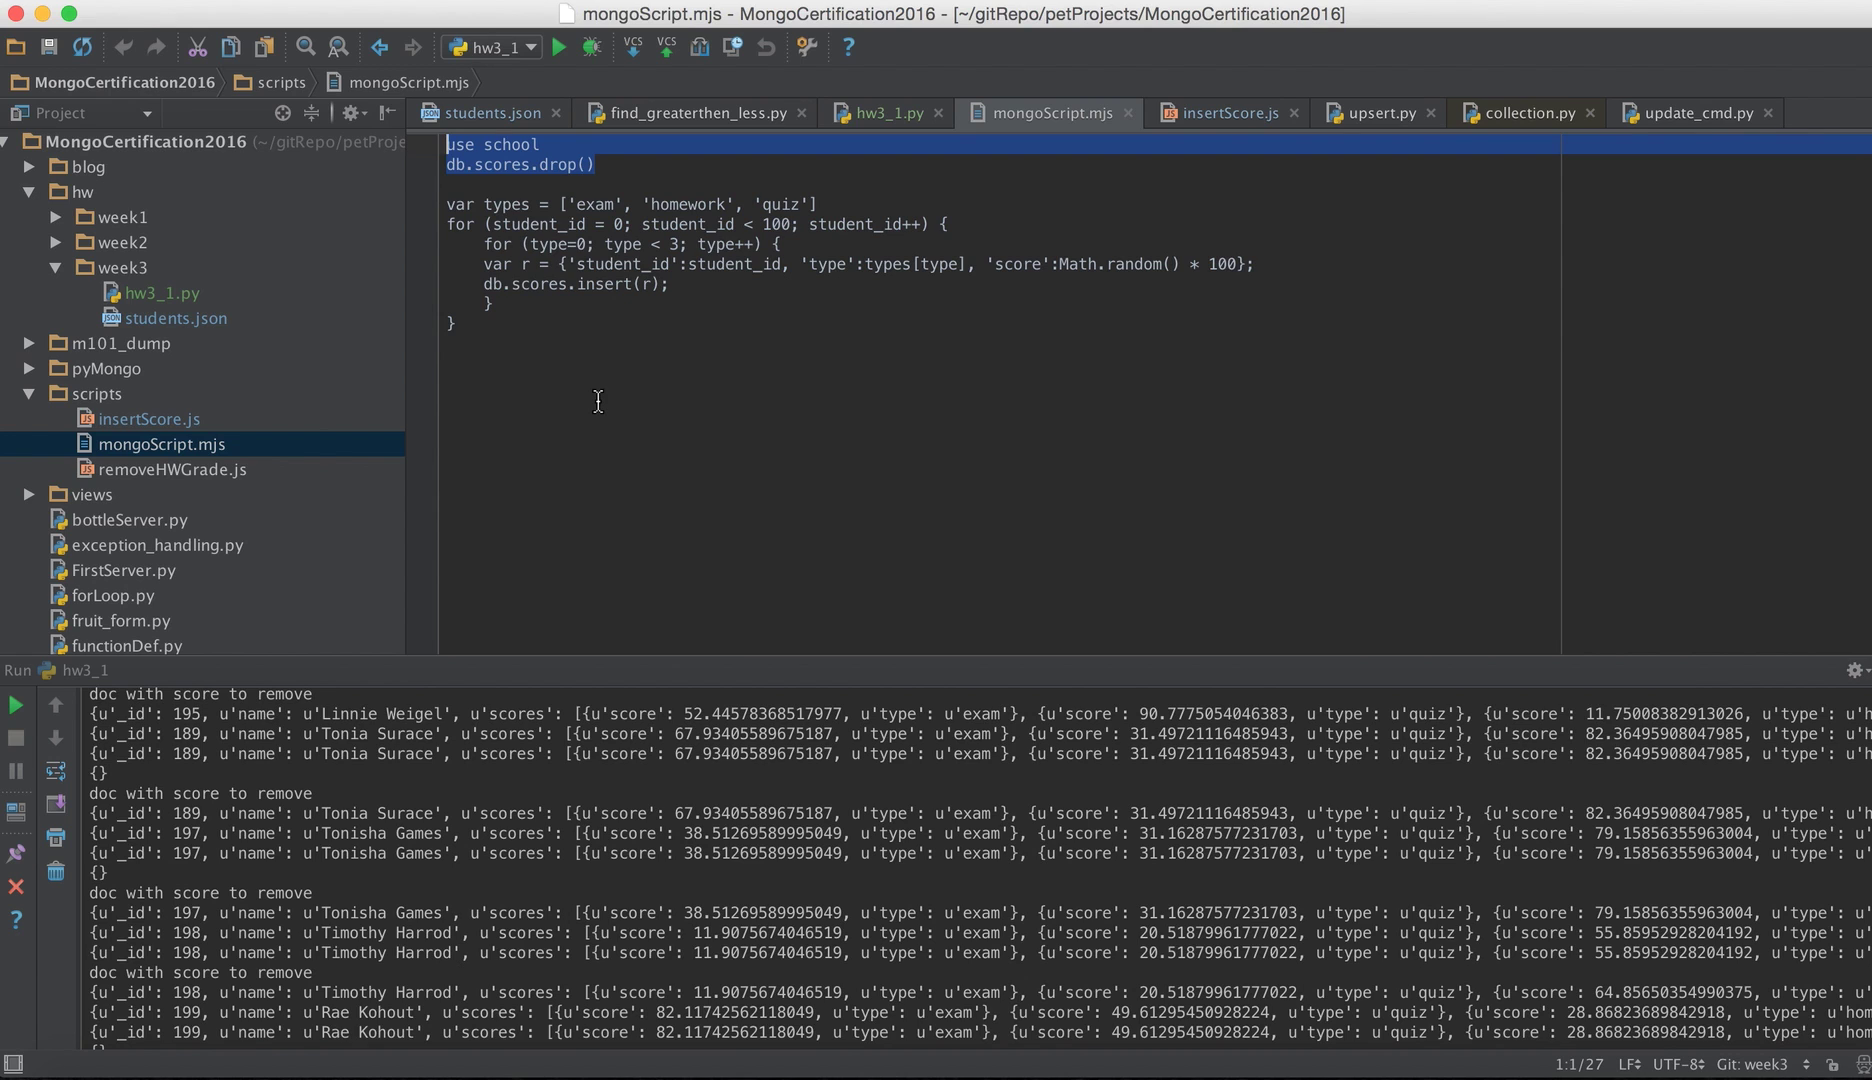 mongoScript.mjs - MongoCertification2016 - [~/gitRepo/petProjects/MongoCertification2016]
hw3_1 VCS VCS ?
MongoCertification2016 scripts mongoScript.mjs
Project
students.json find_greaterthen_less.py hw3_1.py mongoScript.mjs insertScore.js upsert.py collection.py update_cmd.py
MongoCertification2016 (~/gitRepo/petProje
blog
hw
week1
week2
week3
hw3_1.py
students.json
m101_dump
pyMongo
scripts
insertScore.js
mongoScript.mjs
removeHWGrade.js
views
bottleServer.py
exception_handling.py
FirstServer.py
forLoop.py
fruit_form.py
functionDef.py
use school
db.scores.drop()
var types = ['exam', 'homework', 'quiz']
for (student_id = 0; student_id < 100; student_id++) {
for (type=0; type < 3; type++) {
var r = {'student_id':student_id, 'type':types[type], 'score':Math.random() * 100};
db.scores.insert(r);
}
}
Run hw3_1
doc with score to remove
{u'_id': 195, u'name': u'Linnie Weigel', u'scores': [{u'score': 52.44578368517977, u'type': u'exam'}, {u'score': 90.7775054046383, u'type': u'quiz'}, {u'score': 11.75008382913026, u'type': u'h
{u'_id': 189, u'name': u'Tonia Surace', u'scores': [{u'score': 67.93405589675187, u'type': u'exam'}, {u'score': 31.49721116485943, u'type': u'quiz'}, {u'score': 82.36495908047985, u'type': u'h
{u'_id': 189, u'name': u'Tonia Surace', u'scores': [{u'score': 67.93405589675187, u'type': u'exam'}, {u'score': 31.49721116485943, u'type': u'quiz'}, {u'score': 82.36495908047985, u'type': u'h
{}
doc with score to remove
{u'_id': 189, u'name': u'Tonia Surace', u'scores': [{u'score': 67.93405589675187, u'type': u'exam'}, {u'score': 31.49721116485943, u'type': u'quiz'}, {u'score': 82.36495908047985, u'type': u'h
{u'_id': 197, u'name': u'Tonisha Games', u'scores': [{u'score': 38.51269589995049, u'type': u'exam'}, {u'score': 31.16287577231703, u'type': u'quiz'}, {u'score': 79.15856355963004, u'type': u'
{u'_id': 197, u'name': u'Tonisha Games', u'scores': [{u'score': 38.51269589995049, u'type': u'exam'}, {u'score': 31.16287577231703, u'type': u'quiz'}, {u'score': 79.15856355963004, u'type': u'
{}
doc with score to remove
{u'_id': 197, u'name': u'Tonisha Games', u'scores': [{u'score': 38.51269589995049, u'type': u'exam'}, {u'score': 31.16287577231703, u'type': u'quiz'}, {u'score': 79.15856355963004, u'type': u'
{u'_id': 198, u'name': u'Timothy Harrod', u'scores': [{u'score': 11.9075674046519, u'type': u'exam'}, {u'score': 20.51879961777022, u'type': u'quiz'}, {u'score': 55.85952928204192, u'type': u'
{u'_id': 198, u'name': u'Timothy Harrod', u'scores': [{u'score': 11.9075674046519, u'type': u'exam'}, {u'score': 20.51879961777022, u'type': u'quiz'}, {u'score': 55.85952928204192, u'type': u'
doc with score to remove
{u'_id': 198, u'name': u'Timothy Harrod', u'scores': [{u'score': 11.9075674046519, u'type': u'exam'}, {u'score': 20.51879961777022, u'type': u'quiz'}, {u'score': 64.85650354990375, u'type': u'
{u'_id': 199, u'name': u'Rae Kohout', u'scores': [{u'score': 82.11742562118049, u'type': u'exam'}, {u'score': 49.61295450928224, u'type': u'quiz'}, {u'score': 28.86823689842918, u'type': u'hom
{u'_id': 199, u'name': u'Rae Kohout', u'scores': [{u'score': 82.11742562118049, u'type': u'exam'}, {u'score': 49.61295450928224, u'type': u'quiz'}, {u'score': 28.86823689842918, u'type': u'hom
1:1/27 LF UTF-8 Git: week3